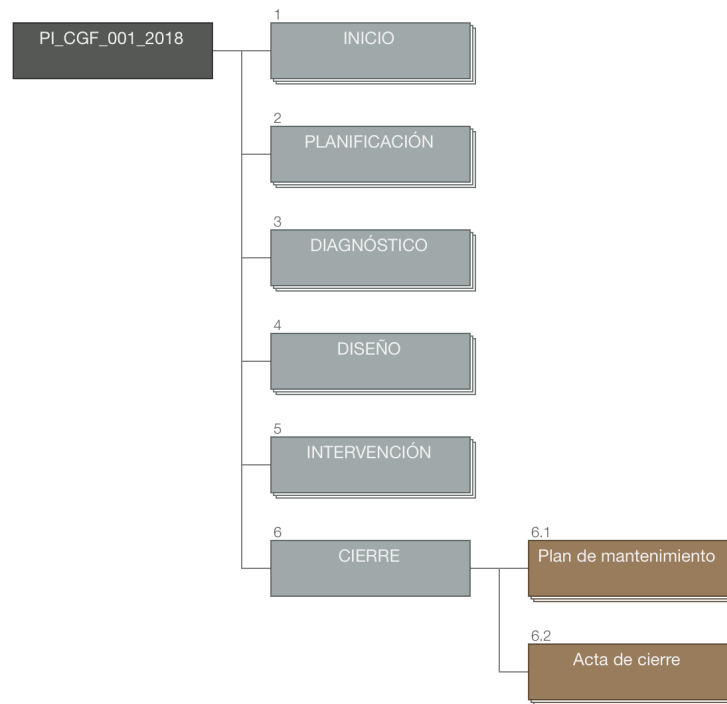 PI_CGF_001_2018
1
INICIO
2
PLANIFICACIÓN
3
DIAGNÓSTICO
4
DISEÑO
5
INTERVENCIÓN
6
CIERRE
6.1
Plan de mantenimiento
6.2
Acta de cierre